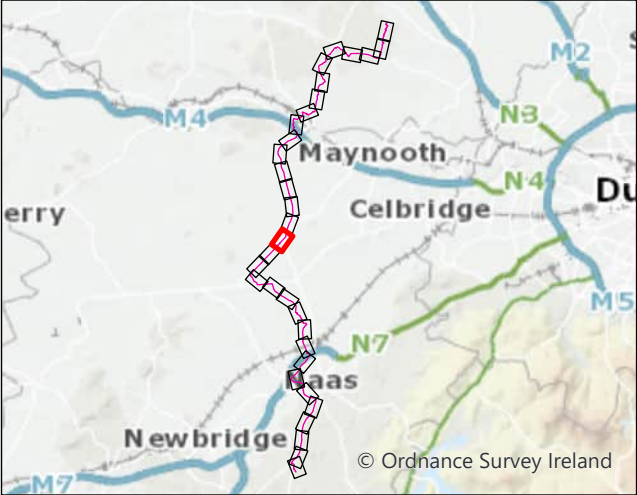 M2
N3
M4
Maynooth
N4
Celbridge
Du
erry
M5
N7
Naas
Newbridge
© Ordnance Survey Ireland
M7